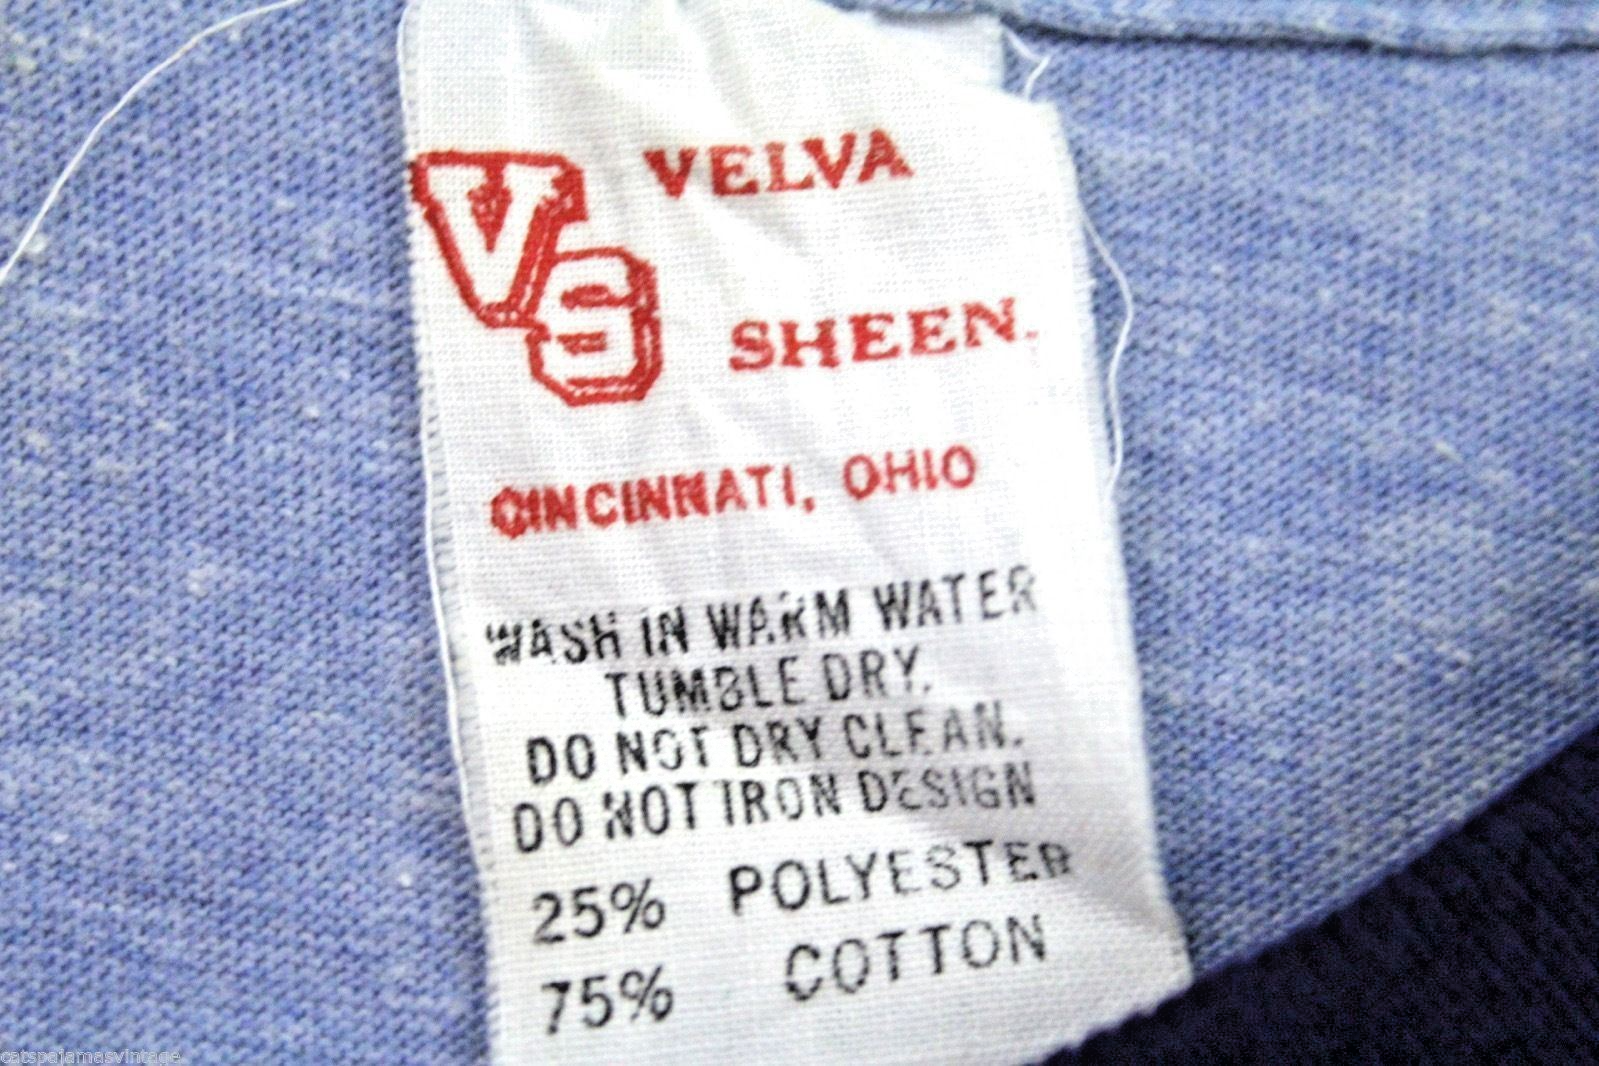 VS
VELVA
SHEEN.
CINCINNATI, OHIO
WASH IN WARM WATER
TUMBLE DRY.
DO NOT DRY CLEAN.
DO NOT IRON DESIGN
25% POLYESTER
75% COTTON
catspajamasvintage